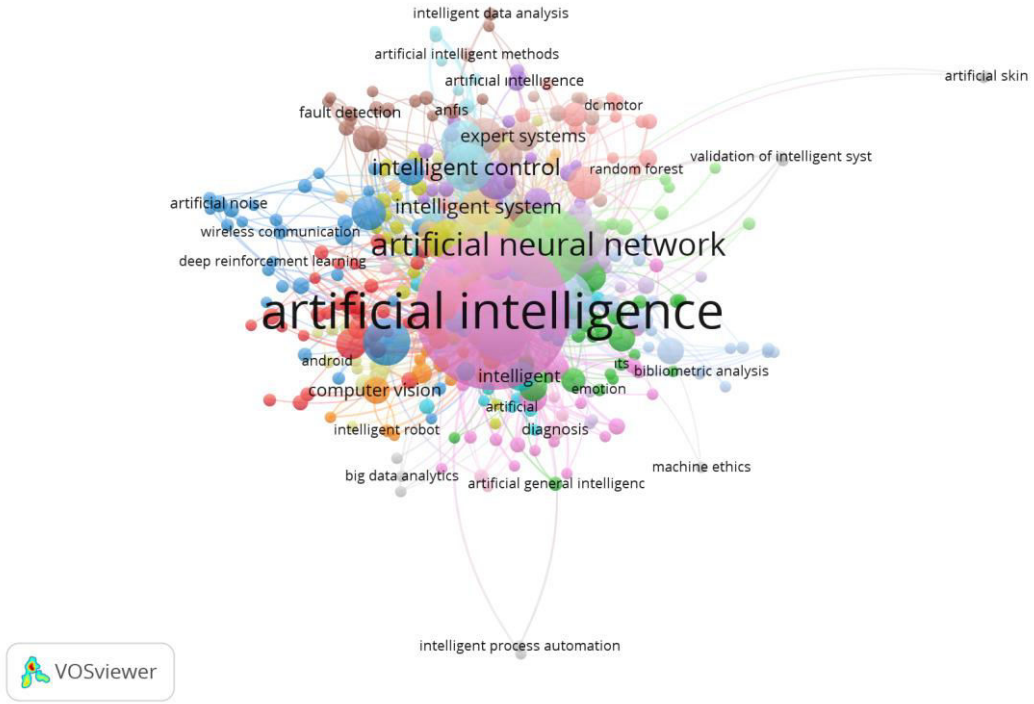 intelligent data analysis
artificial intelligent methods
artificial skin
artificial intelligence
dc motor
fault detection
anfis
expert systems
validation of intelligent syst
intelligent control
random forest
artificial noise
intelligent system
wireless communication
artificial neural network
deep reinforcement learning
artificial intelligence
android
its
bibliometric analysis
intelligent
computer vision
emotion
artificial
intelligent robot
diagnosis
machine ethics
big data analytics
artificial general intelligenc
intelligent process automation
VOSviewer